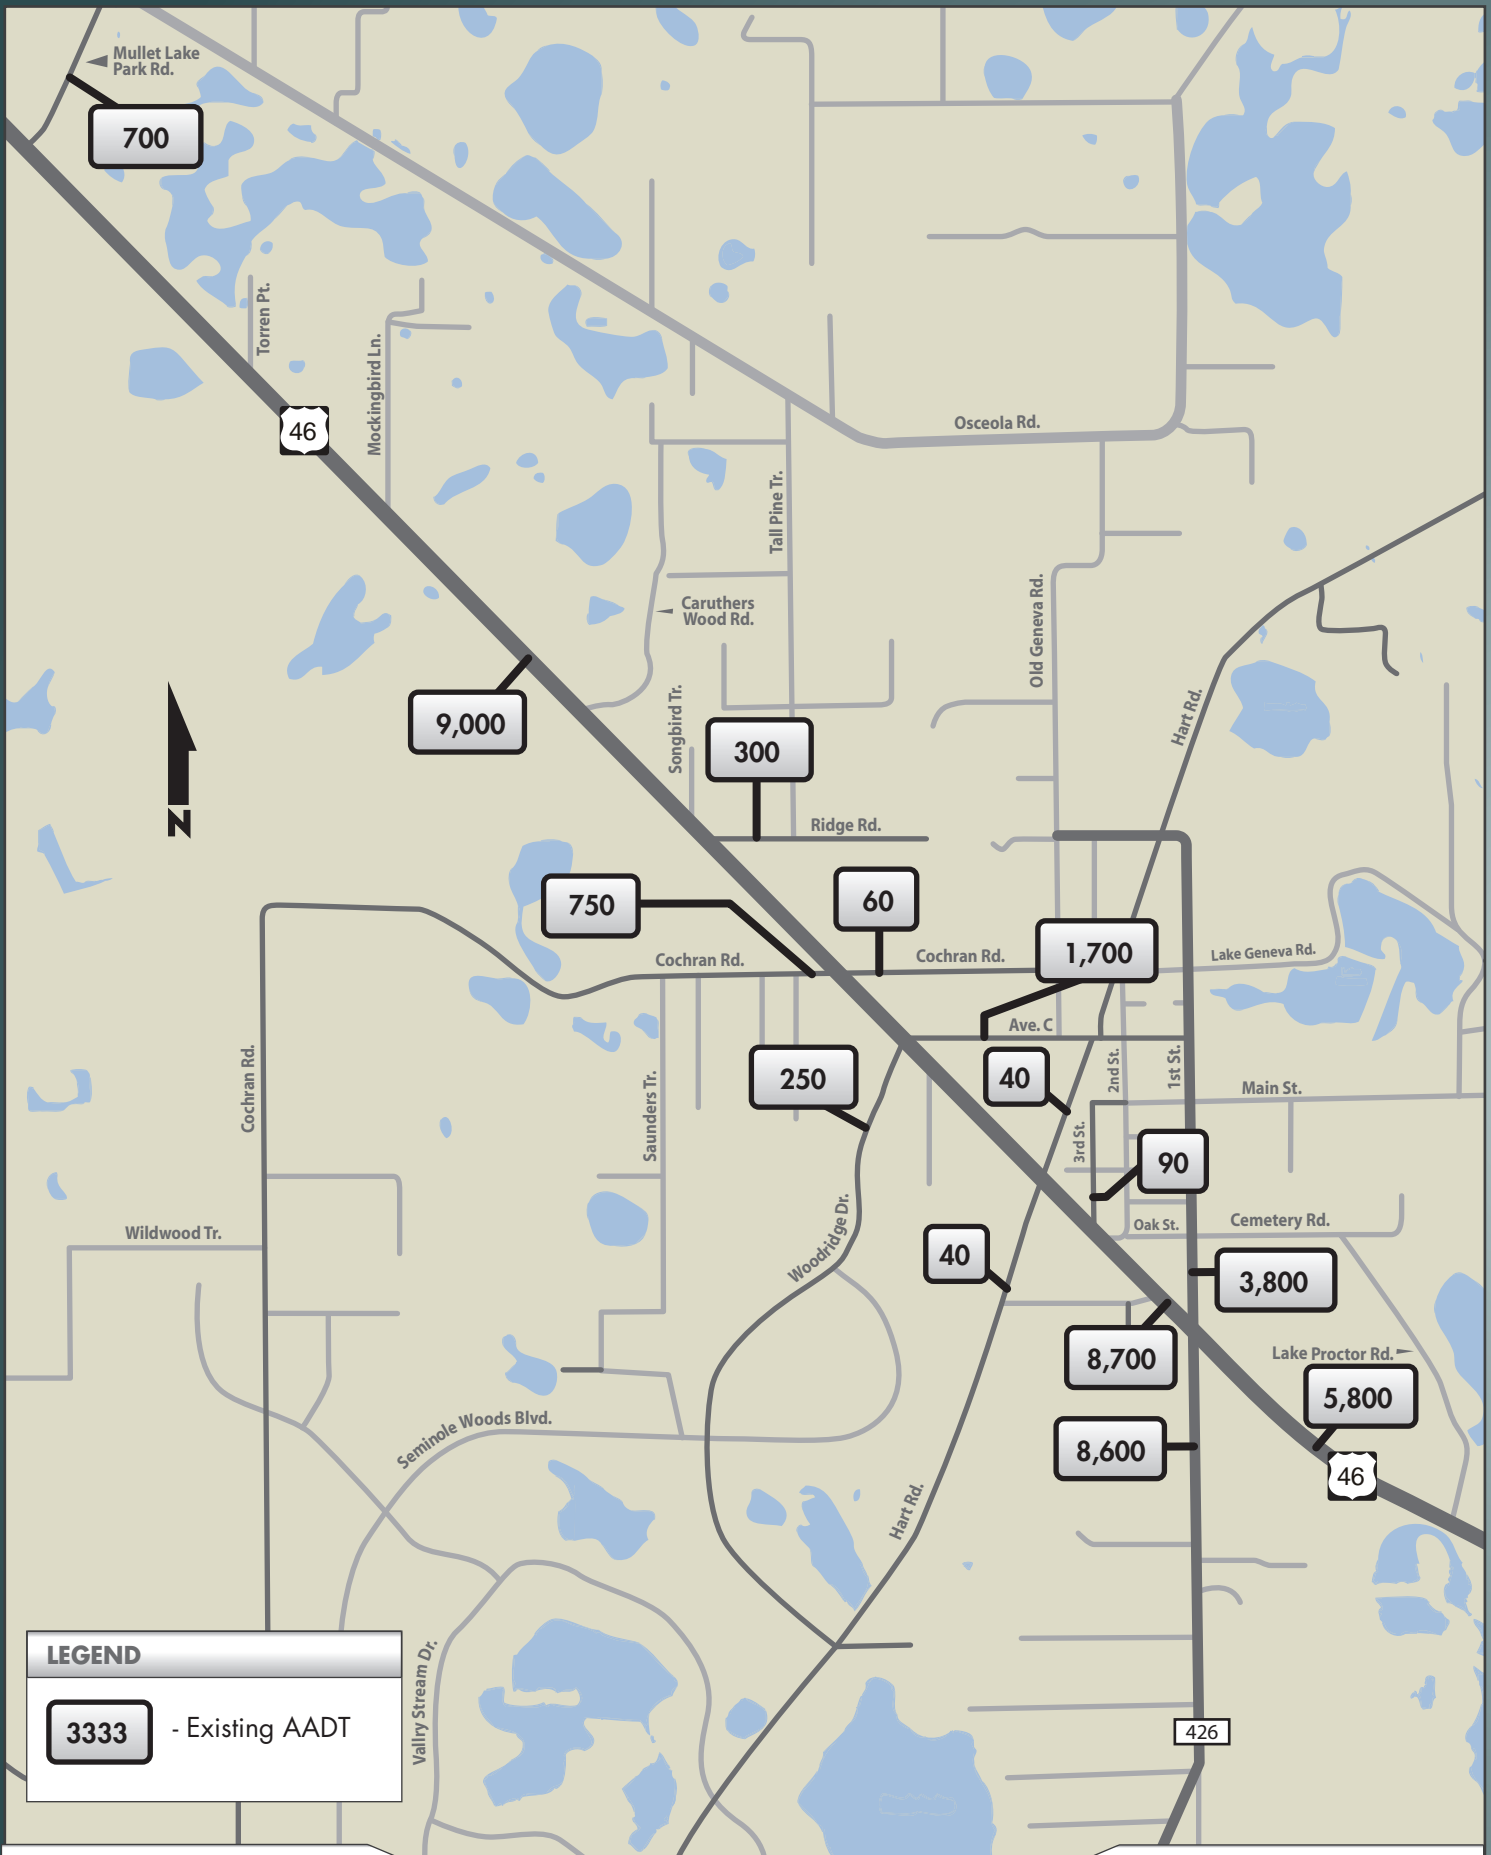 Mullet Lake
Park Rd.
700
Torren Pt.
Mockingbird Ln.
46
Osceola Rd.
Tall Pine Tr.
Caruthers
Wood Rd.
Old Geneva Rd.
Hart Rd.
9,000
Songbird Tr.
300
Ridge Rd.
N
750
60
Cochran Rd.
Cochran Rd.
1,700
Lake Geneva Rd.
Ave. C
250
40
2nd St.
1st St.
Main St.
Cochran Rd.
Saunders Tr.
3rd St.
90
Wildwood Tr.
Woodridge Dr.
Oak St.
Cemetery Rd.
40
3,800
8,700
Lake Proctor Rd.
5,800
Seminole Woods Blvd.
8,600
46
Hart Rd.
Vallry Stream Dr.
426
LEGEND
3333 - Existing AADT